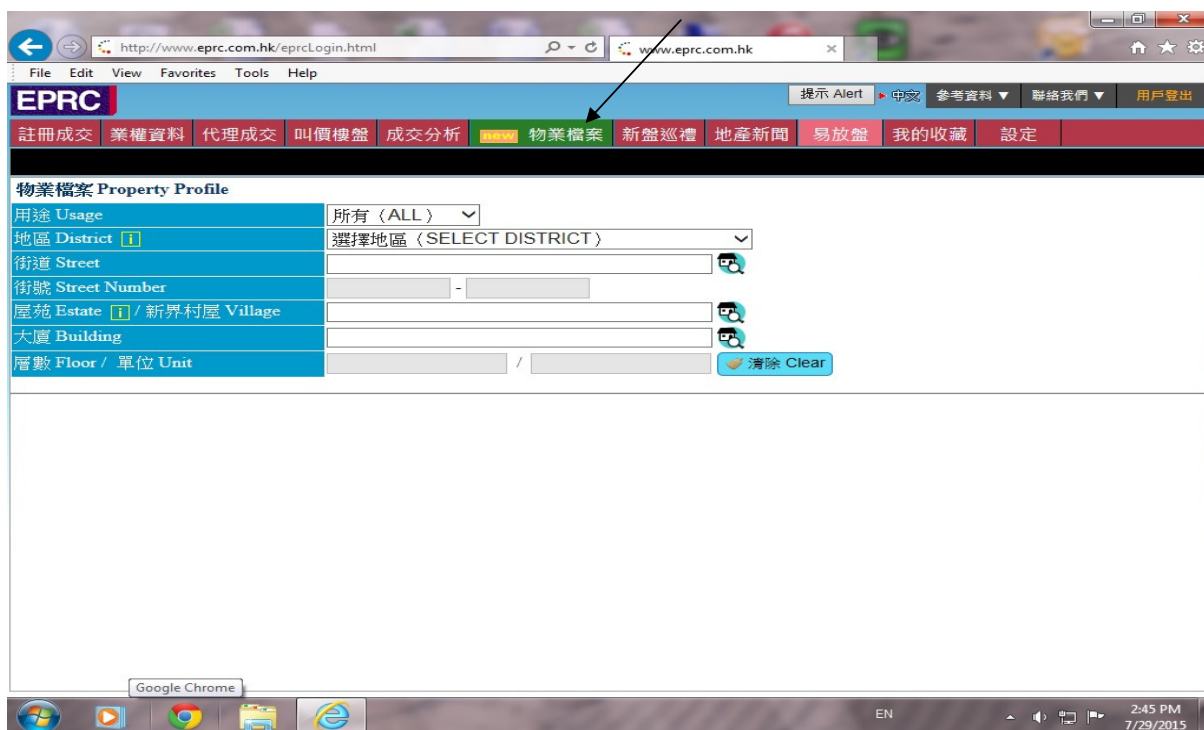 http://www.eprc.com.hk/eprcLogin.html www.eprc.com.hk
File Edit View Favorites Tools Help
EPRC 提示 Alert 中文 參考資料 ▼ 聯絡我們 ▼ 用戶登出
註冊成交 業權資料 代理成交 叫價樓盤 成交分析 new 物業檔案 新盤巡禮 地產新聞 易放盤 我的收藏 設定
物業檔案 Property Profile
用途 Usage 所有 (ALL)
地區 District i 選擇地區 (SELECT DISTRICT)
街道 Street
街號 Street Number -
屋苑 Estate i / 新界村屋 Village
大廈 Building
層數 Floor / 單位 Unit / 清除 Clear
Google Chrome
EN 2:45 PM
7/29/2015